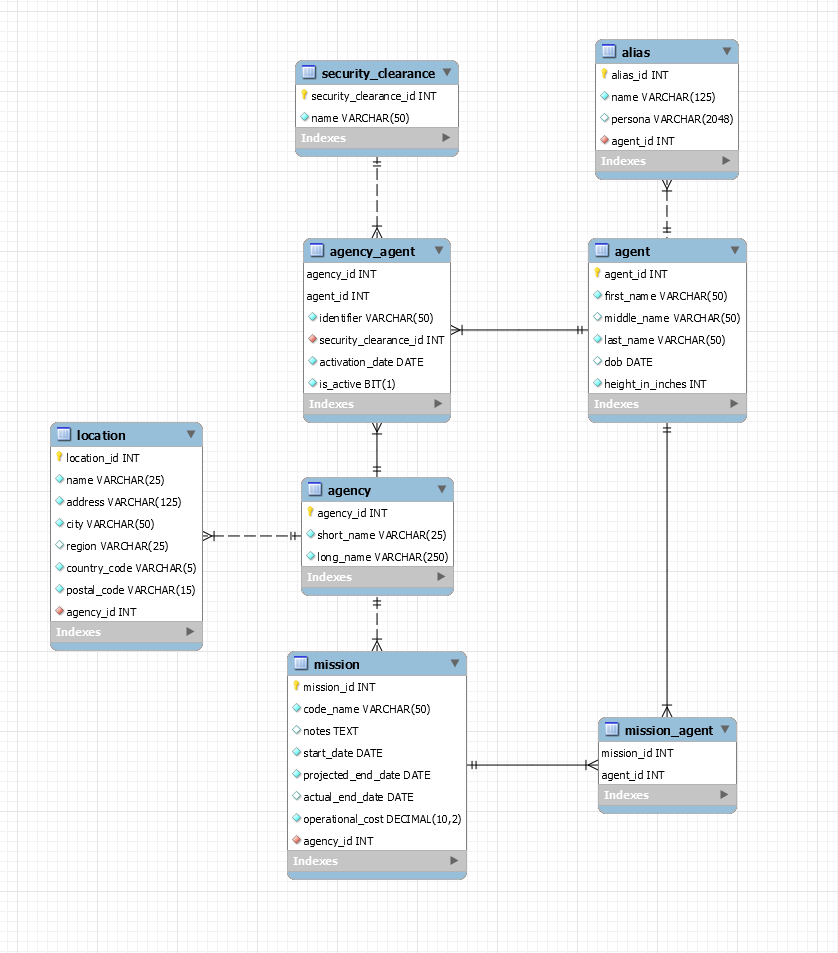 security_clearance
security_clearance_id INT
name VARCHAR(50)
Indexes
alias
alias_id INT
name VARCHAR(125)
persona VARCHAR(2048)
agent_id INT
Indexes
agency_agent
agency_id INT
agent_id INT
identifier VARCHAR(50)
security_clearance_id INT
activation_date DATE
is_active BIT(1)
Indexes
agent
agent_id INT
first_name VARCHAR(50)
middle_name VARCHAR(50)
last_name VARCHAR(50)
dob DATE
height_in_inches INT
Indexes
location
location_id INT
name VARCHAR(25)
address VARCHAR(125)
city VARCHAR(50)
region VARCHAR(25)
country_code VARCHAR(5)
postal_code VARCHAR(15)
agency_id INT
Indexes
agency
agency_id INT
short_name VARCHAR(25)
long_name VARCHAR(250)
Indexes
mission
mission_id INT
code_name VARCHAR(50)
notes TEXT
start_date DATE
projected_end_date DATE
actual_end_date DATE
operational_cost DECIMAL(10,2)
agency_id INT
Indexes
mission_agent
mission_id INT
agent_id INT
Indexes